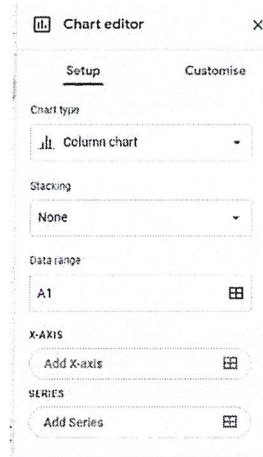 Chart editor
Setup Customise
Chart type
Column chart
Stacking
None
Data range
A1
X-AXIS
Add X-axis
SERIES
Add Series